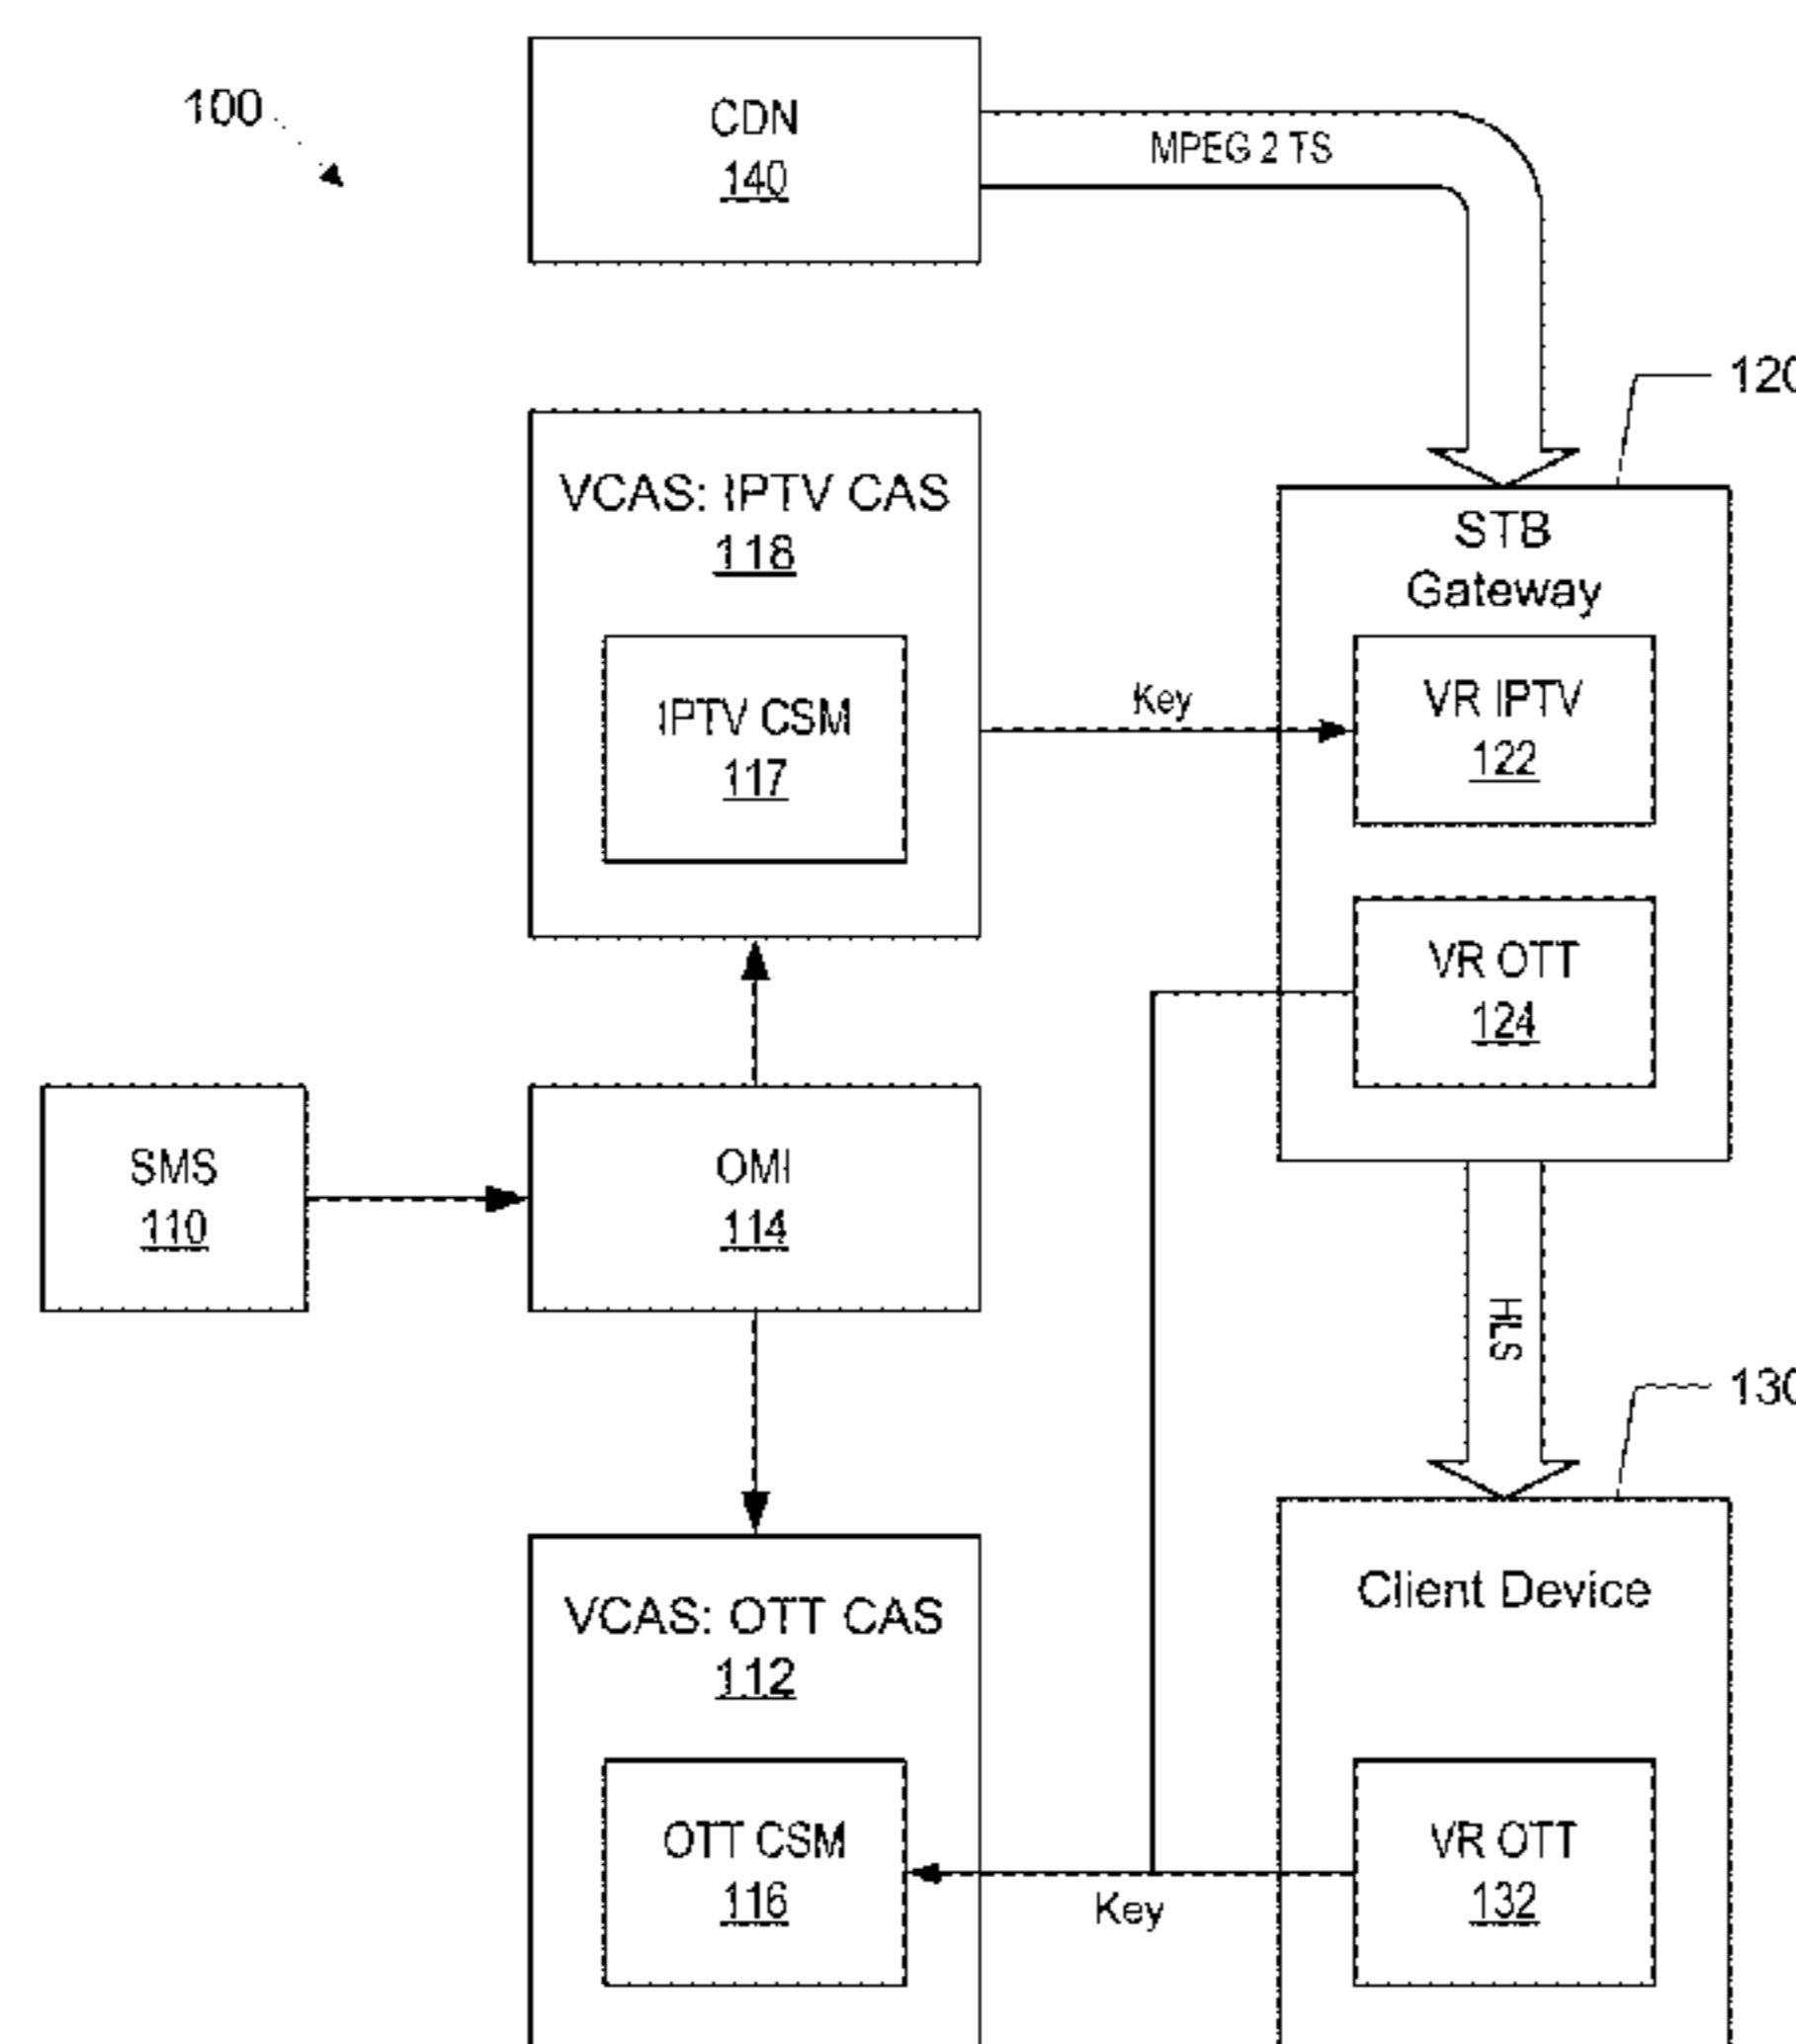 100
CDN
140
MPEG 2 TS
120
VCAS: IPTV CAS
118
IPTV CSM
117
Key
STB
Gateway
VR IPTV
122
VR OTT
124
SMS
110
OMI
114
HLS
130
VCAS: OTT CAS
112
OTT CSM
116
Key
Client Device
VR OTT
132